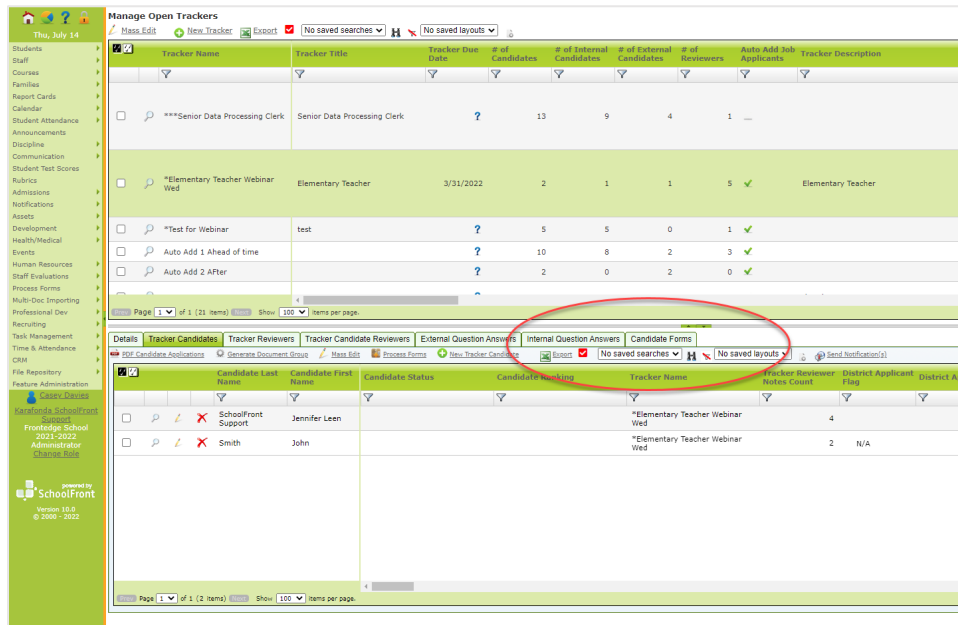 Thu, July 14
Students
Staff
Courses
Families
Report Cards
Calendar
Student Attendance
Announcements
Discipline
Communication
Student Test Scores
Rubrics
Admissions
Notifications
Assets
Development
Health/Medical
Events
Human Resources
Staff Evaluations
Process Forms
Multi-Doc Importing
Professional Dev
Recruiting
Task Management
Time & Attendance
CRM
File Repository
Feature Administration
Casey Davies
Karafonda SchoolFront
Support
Frontedge School
2021-2022
Administrator
Change Role
powered by
SchoolFront
Version 10.0
© 2000 - 2022
Manage Open Trackers
Mass Edit New Tracker Export No saved searches No saved layouts
Tracker Name Tracker Title Tracker Due Date # of Candidates # of Internal Candidates # of External Candidates # of Reviewers Auto Add Job Applicants Tracker Description
***Senior Data Processing Clerk Senior Data Processing Clerk ? 13 9 4 1
*Elementary Teacher Webinar Wed Elementary Teacher 3/31/2022 2 1 1 5 Elementary Teacher
*Test for Webinar test ? 5 5 0 1
Auto Add 1 Ahead of time ? 10 8 2 3
Auto Add 2 AFter ? 2 0 2 0
Prev Page 1 of 1 (21 items) Next Show 100 items per page.
Details Tracker Candidates Tracker Reviewers Tracker Candidate Reviewers External Question Answers Internal Question Answers Candidate Forms
PDF Candidate Applications Generate Document Group Mass Edit Process Forms New Tracker Candidate Export No saved searches No saved layouts Send Notification(s)
Candidate Last Name Candidate First Name Candidate Status Candidate Ranking Tracker Name Tracker Reviewer Notes Count District Applicant Flag District A
SchoolFront Support Jennifer Leen *Elementary Teacher Webinar Wed 4
Smith John *Elementary Teacher Webinar Wed 2 N/A
Prev Page 1 of 1 (2 items) Next Show 100 items per page.